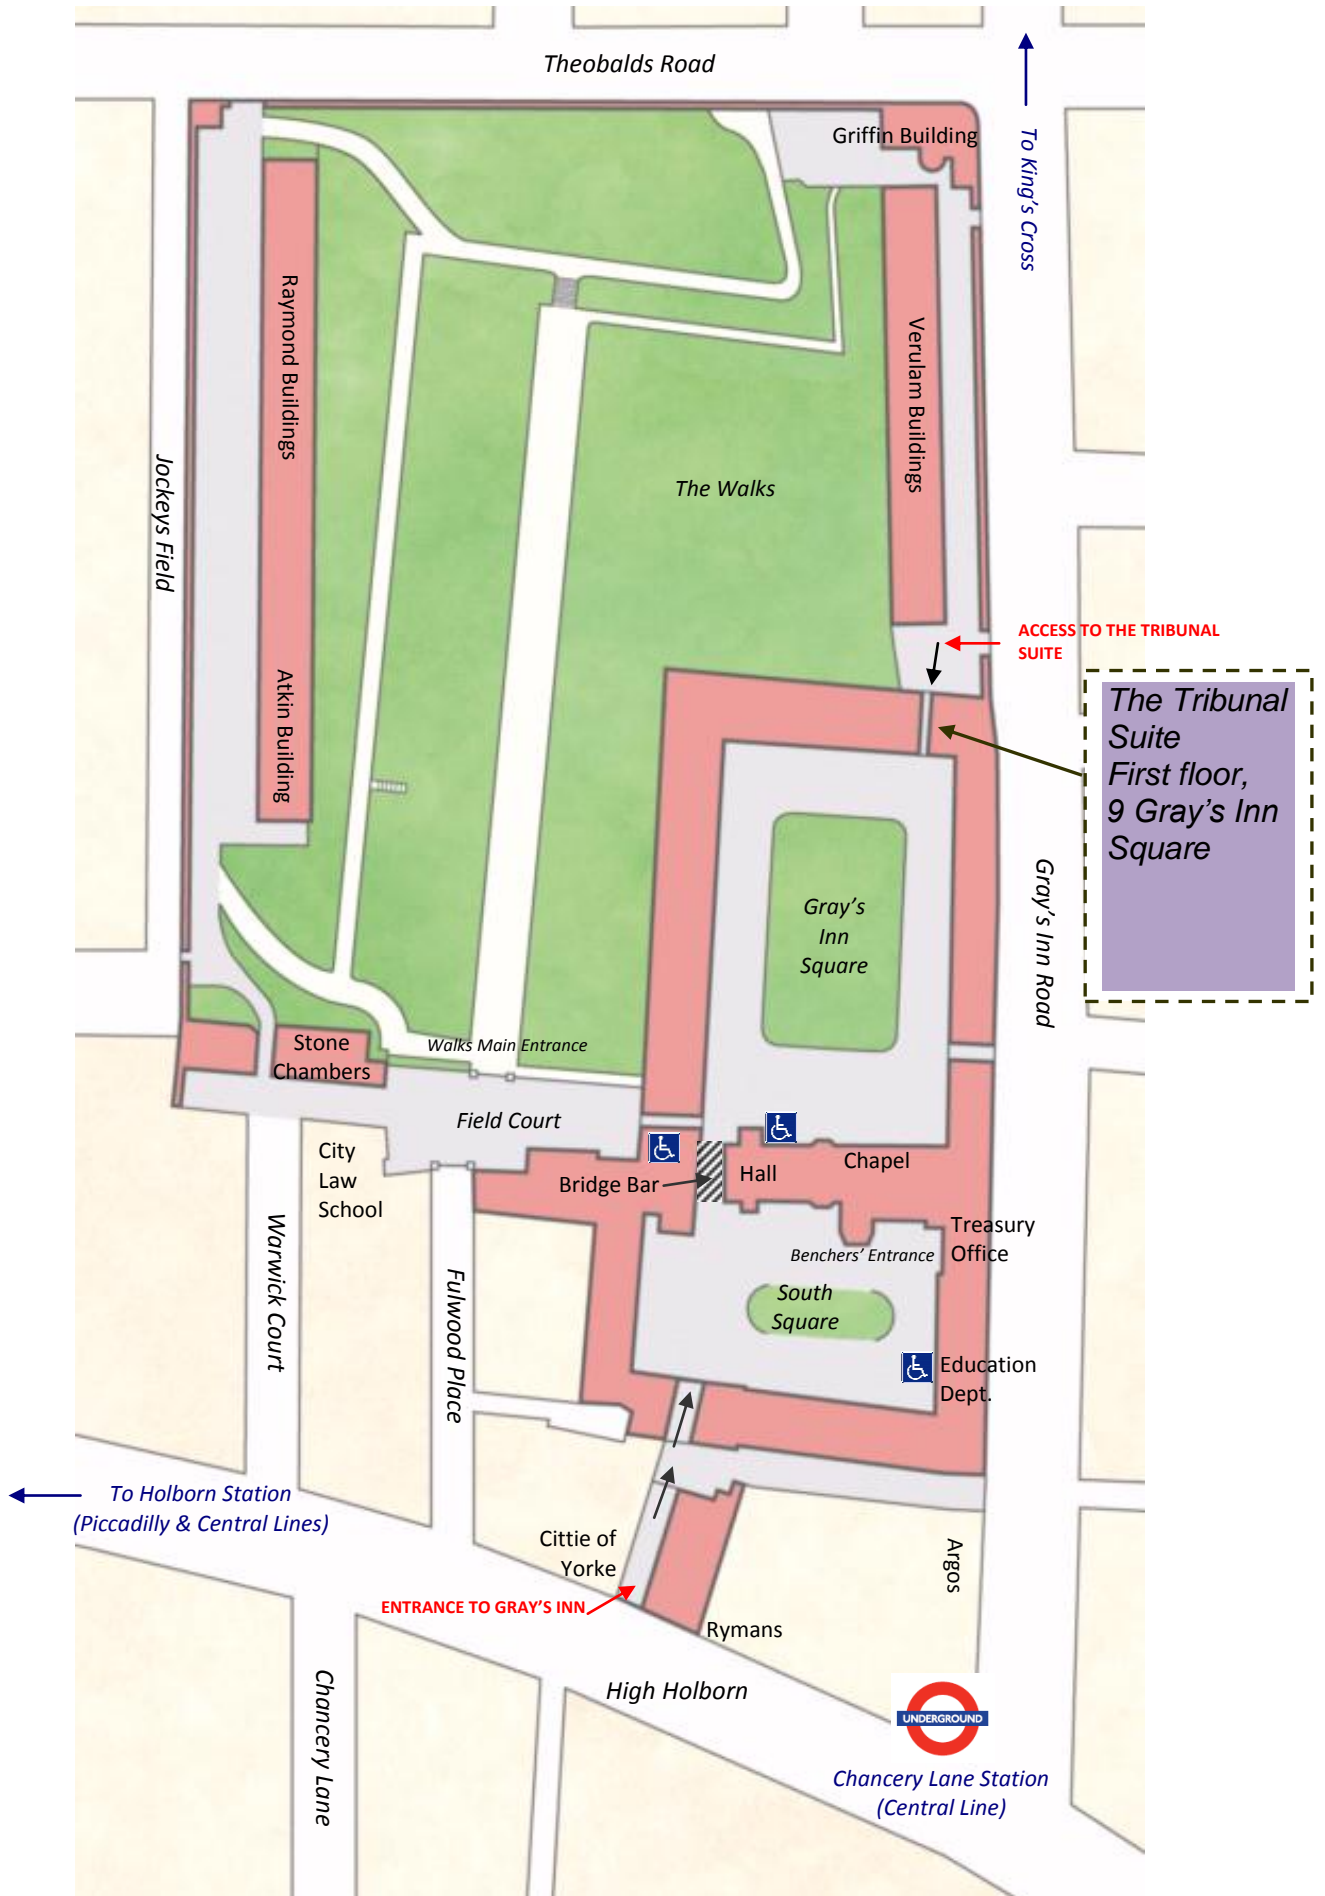 Theobalds Road
Griffin Building
To King's Cross
Raymond Buildings
Verulam Buildings
Jockeys Field
The Walks
ACCESS TO THE TRIBUNAL
SUITE
Atkin Building
The Tribunal
Suite
First floor,
9 Gray's Inn
Square
Gray's
Inn
Square
Gray's Inn Road
Stone
Chambers
Walks Main Entrance
Field Court
City
Law
School
Bridge Bar
Hall
Chapel
Treasury
Office
Benchers' Entrance
Warwick Court
Fulwood Place
South
Square
Education
Dept.
To Holborn Station
(Piccadilly & Central Lines)
Cittie of
Yorke
Argos
ENTRANCE TO GRAY'S INN
Rymans
Chancery Lane
High Holborn
UNDERGROUND
Chancery Lane Station
(Central Line)